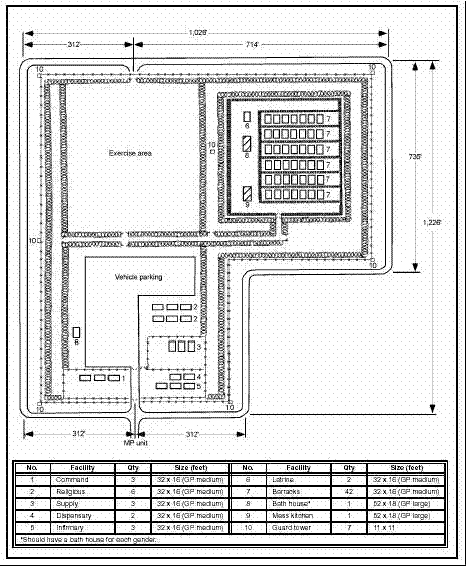 1,026'
312' 714'
10 10
6 7
Exercise area
10 8 7
7
7
7
9 7
736'
1,226'
10
10
Vehicle parking
2
2
6
3
4
1 5
10 10
312' 312'
MP unit
No. Facility Qty Size (feet) No. Facility Qty Size (feet)
1 Command 3 32 x 16 (GP medium) 6 Latrine 2 32 x 16 (GP medium)
2 Religious 6 32 x 16 (GP medium) 7 Barracks 42 32 x 16 (GP medium)
3 Supply 3 32 x 16 (GP medium) 8 Bath house* 1 52 x 18 (GP large)
4 Dispensary 2 32 x 16 (GP medium) 9 Mess kitchen 1 52 x 18 (GP large)
5 Infirmary 3 32 x 16 (GP medium) 10 Guard tower 7 11 x 11
*Should have a bath house for each gender.